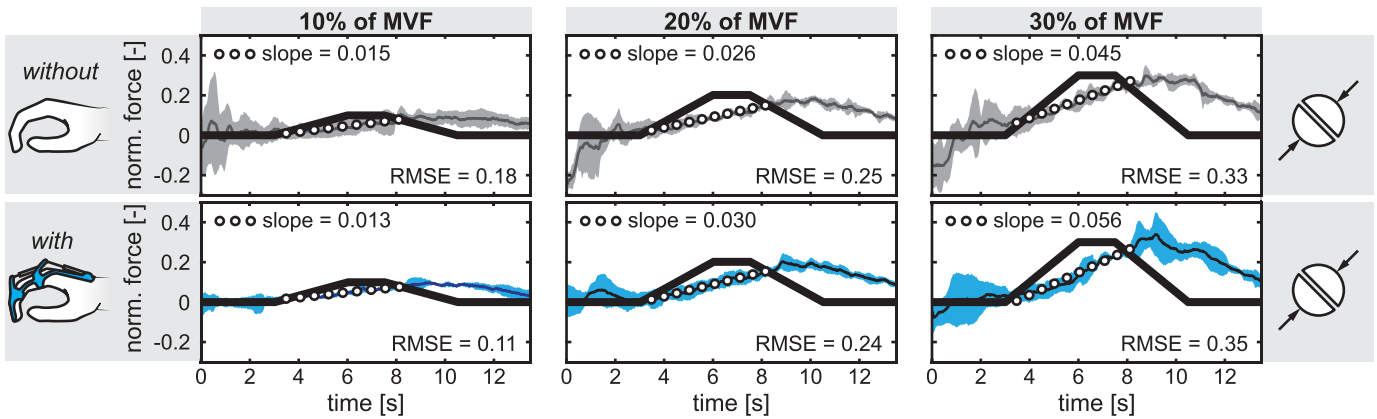 10% of MVF 20% of MVF 30% of MVF
without
norm. force [-]
0.4
0.2
0
-0.2
slope = 0.015
RMSE = 0.18
slope = 0.026
RMSE = 0.25
slope = 0.045
RMSE = 0.33
with
norm. force [-]
0.4
0.2
0
-0.2
slope = 0.013
RMSE = 0.11
slope = 0.030
RMSE = 0.24
slope = 0.056
RMSE = 0.35
0 2 4 6 8 10 12 0 2 4 6 8 10 12 0 2 4 6 8 10 12
time [s] time [s] time [s]